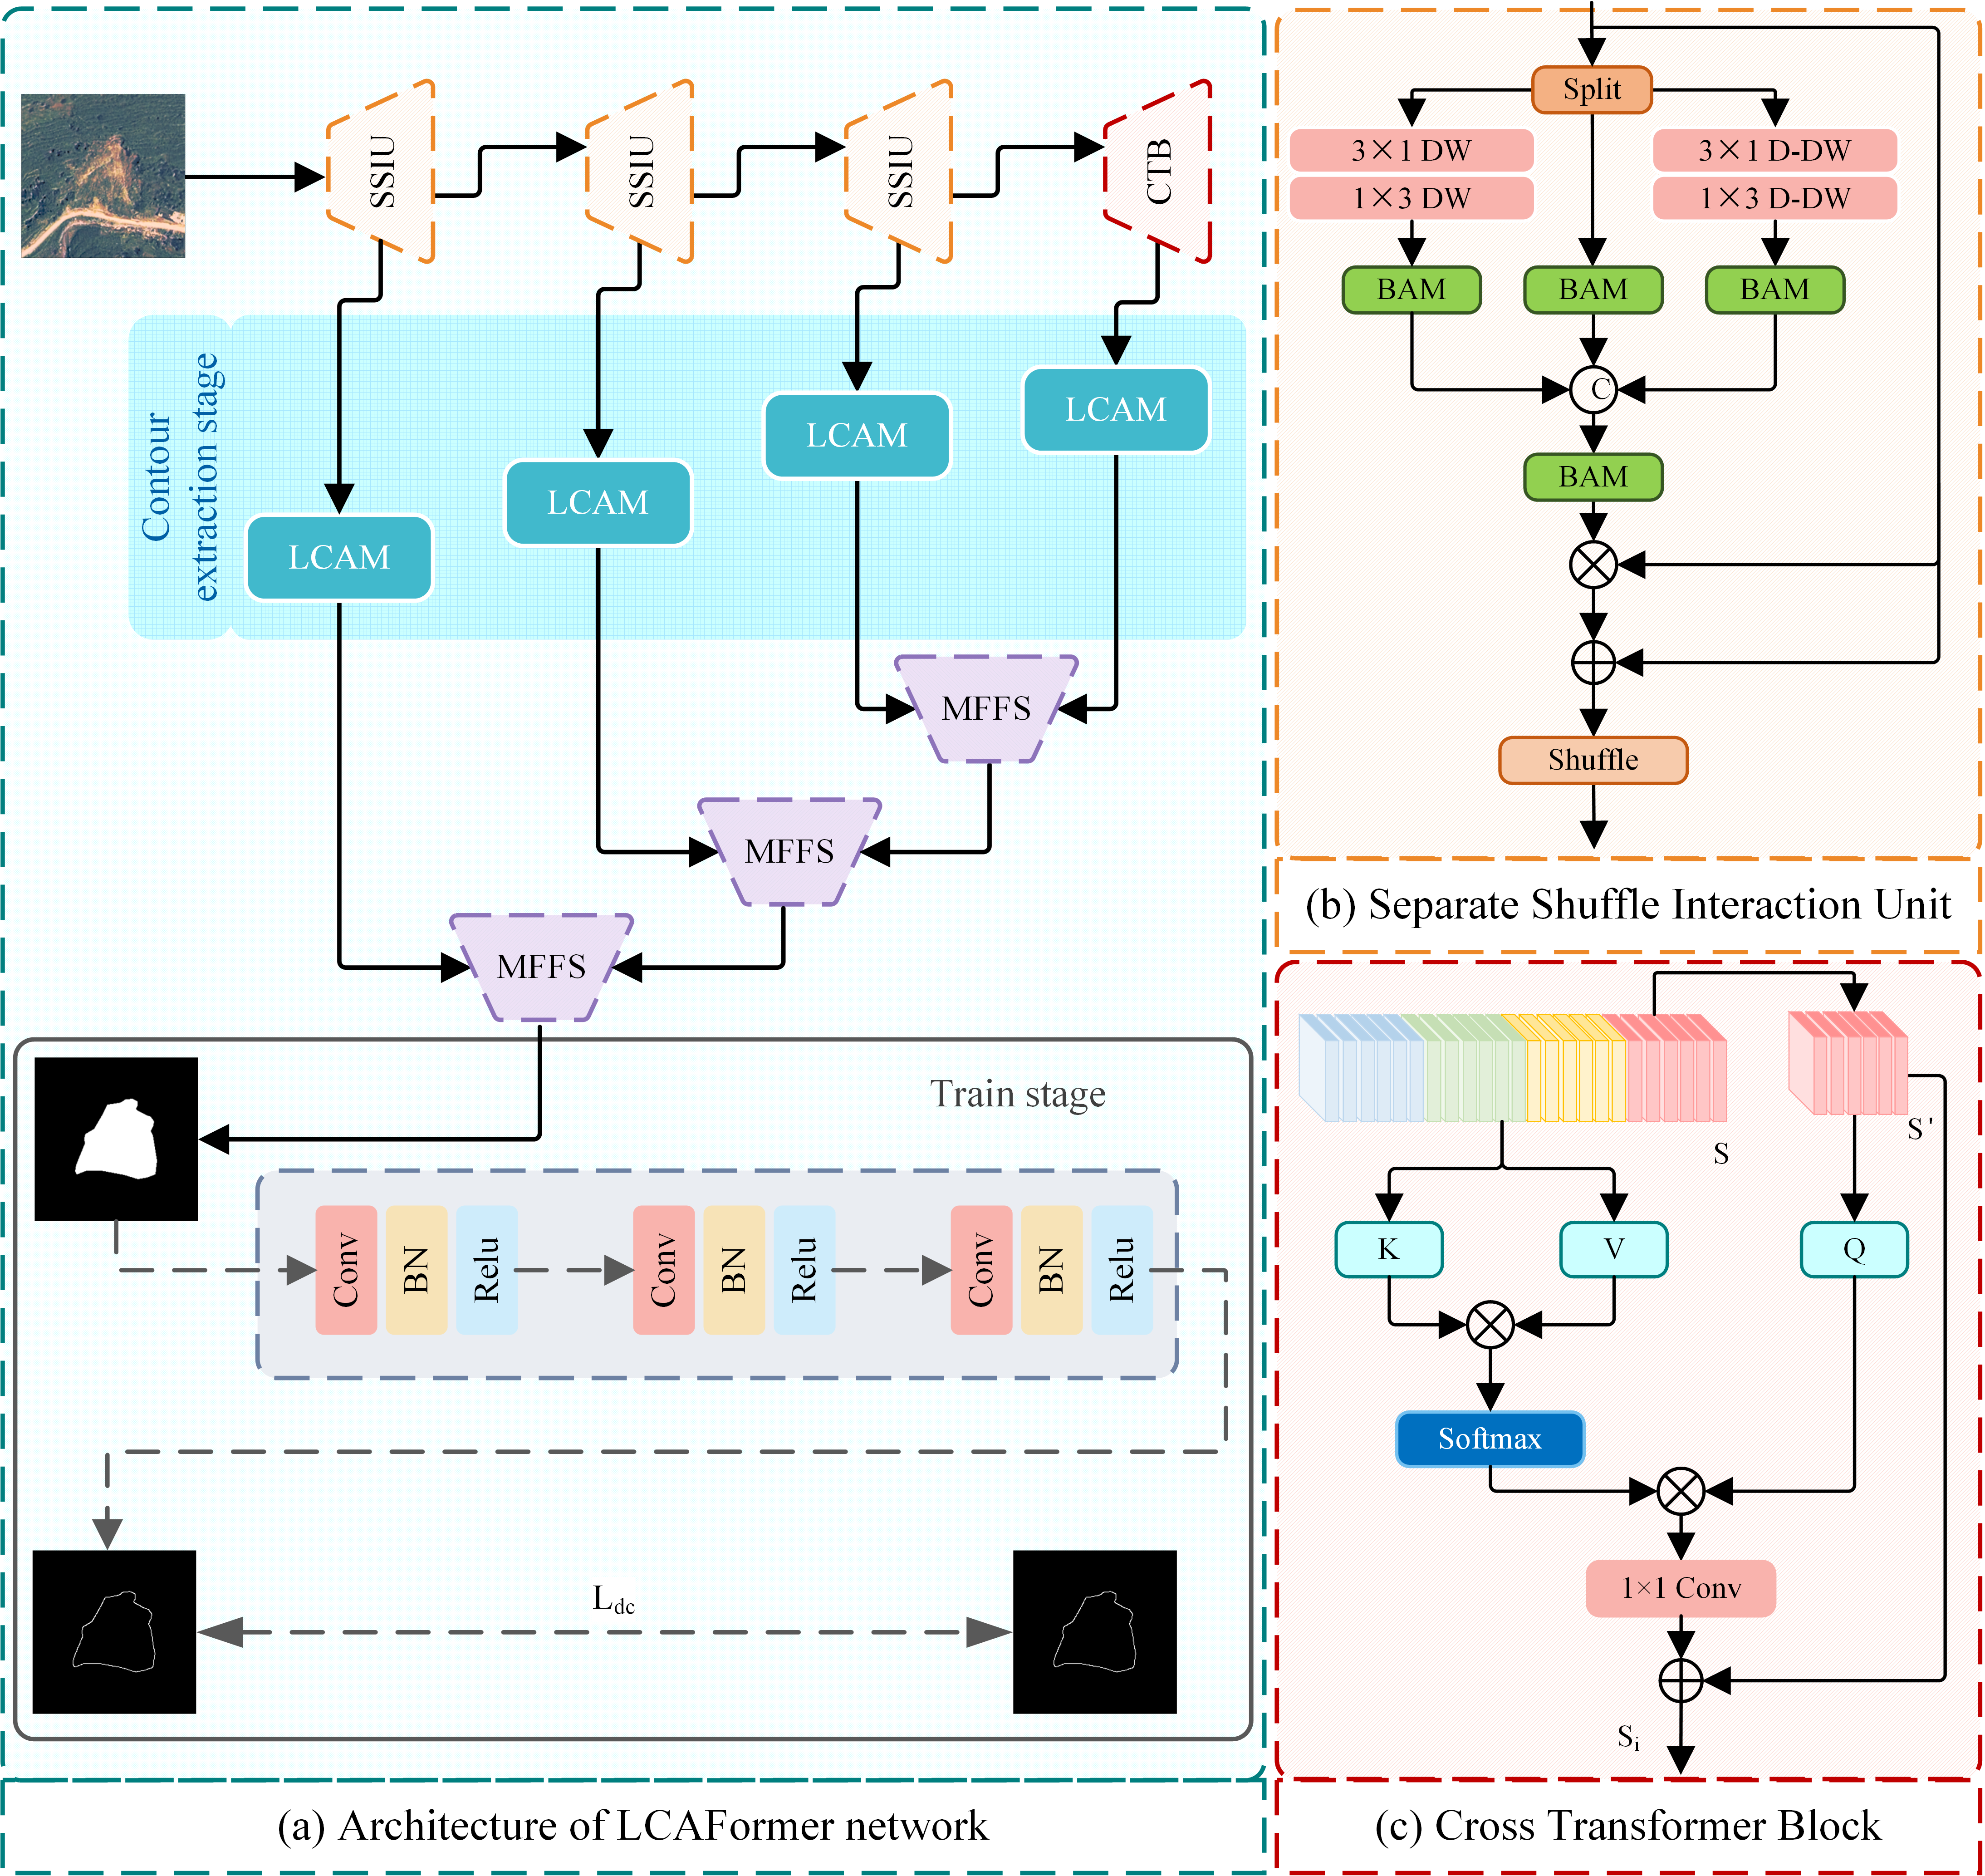 SSIU
SSIU
SSIU
CTB
Contour
extraction stage
LCAM
LCAM
LCAM
LCAM
MFFS
MFFS
MFFS
Train stage
Conv
BN
Relu
Conv
BN
Relu
Conv
BN
Relu
Ldc
(a) Architecture of LCAFormer network
Split
3×1 DW
1×3 DW
3×1 D-DW
1×3 D-DW
BAM
BAM
BAM
C
BAM
Shuffle
(b) Separate Shuffle Interaction Unit
S
S'
K
V
Q
Softmax
1×1 Conv
Si
(c) Cross Transformer Block